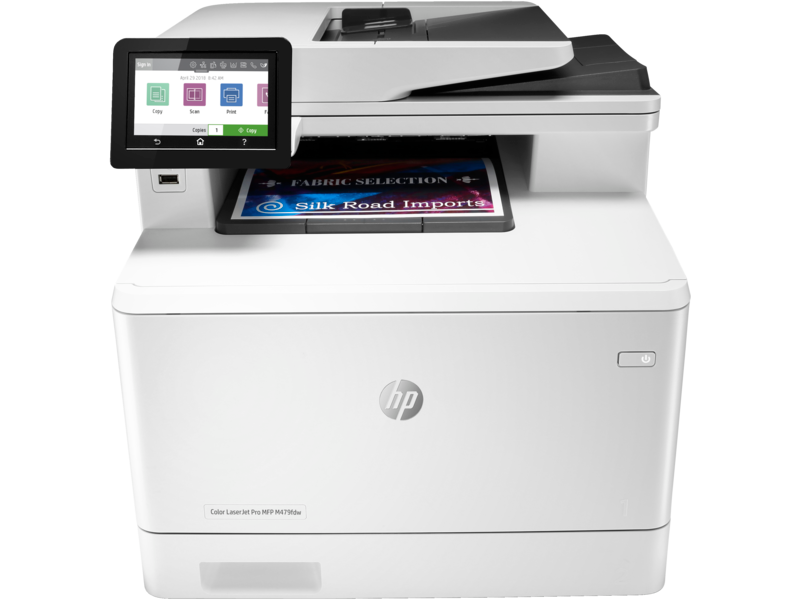 Sign In
Copy
Scan
Print
Copies
1
Copy
?
FABRIC SELECTION
Silk Road Imports
hp
Color LaserJet Pro MFP M479fdw